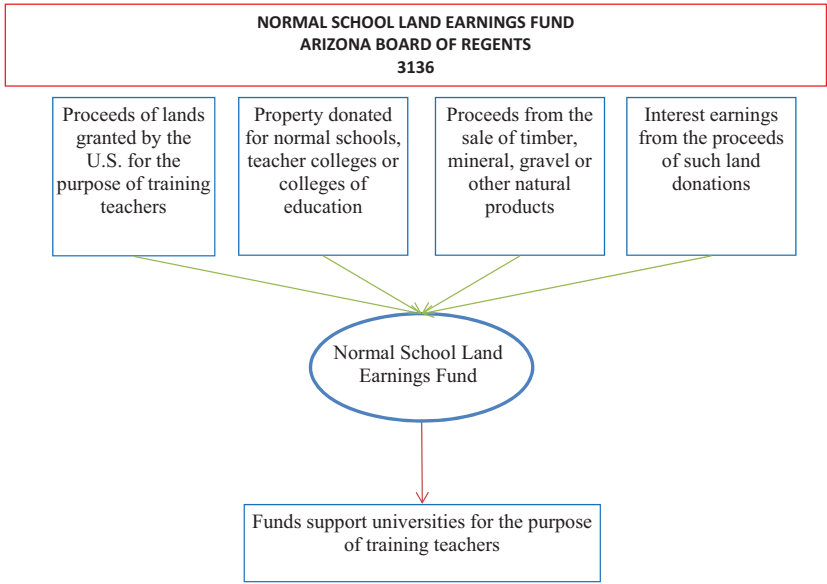 NORMAL SCHOOL LAND EARNINGS FUND
ARIZONA BOARD OF REGENTS
3136
Proceeds of lands
granted by the
U.S. for the
purpose of training
teachers
Property donated
for normal schools,
teacher colleges or
colleges of
education
Proceeds from the
sale of timber,
mineral, gravel or
other natural
products
Interest earnings
from the proceeds
of such land
donations
Normal School Land
Earnings Fund
Funds support universities for the purpose
of training teachers